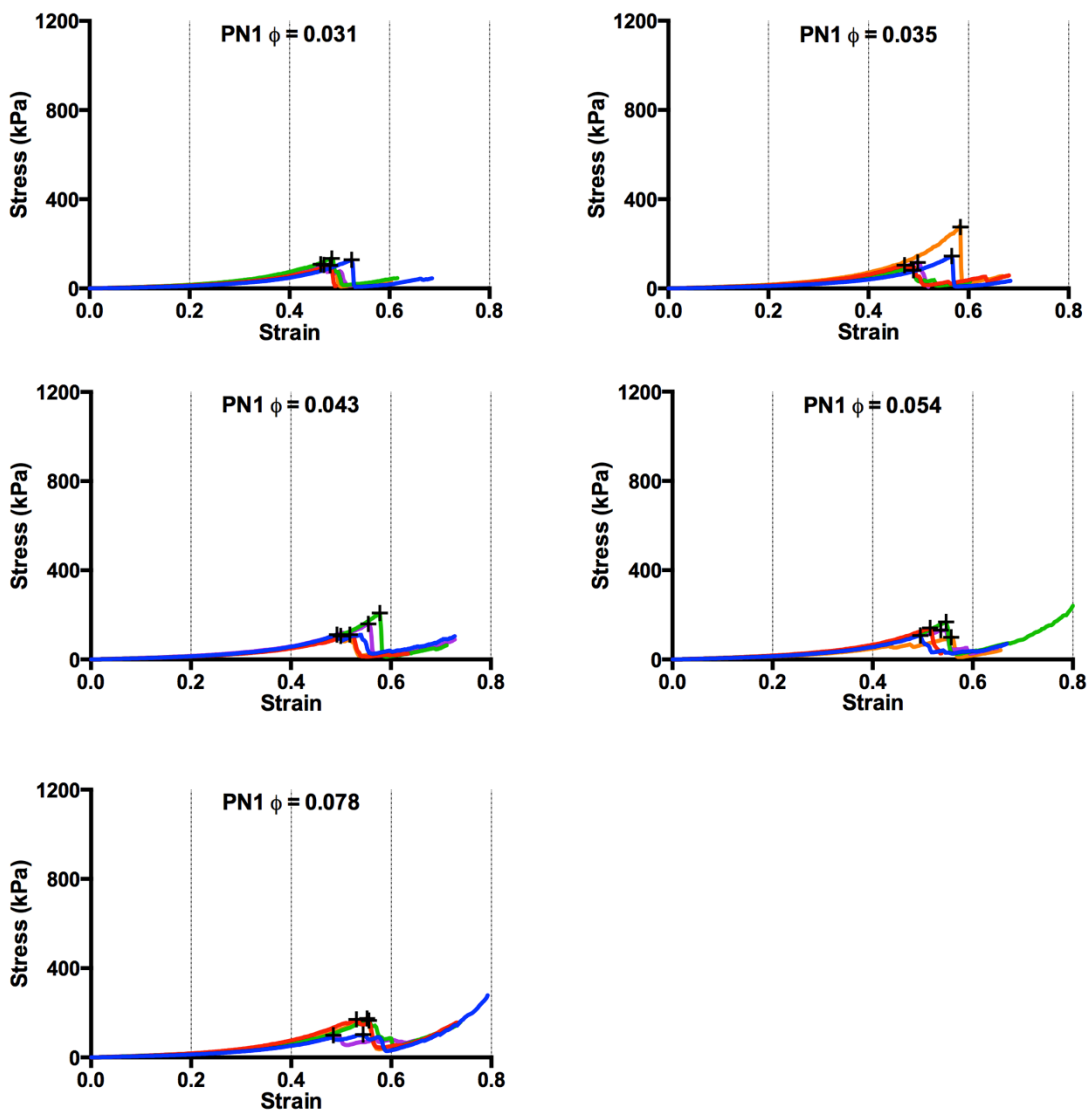 PN1 ϕ = 0.031
Stress (kPa)
1200
800
400
0
0.0 0.2 0.4 0.6 0.8
Strain
PN1 ϕ = 0.035
Stress (kPa)
1200
800
400
0
0.0 0.2 0.4 0.6 0.8
Strain
PN1 ϕ = 0.043
Stress (kPa)
1200
800
400
0
0.0 0.2 0.4 0.6 0.8
Strain
PN1 ϕ = 0.054
Stress (kPa)
1200
800
400
0
0.0 0.2 0.4 0.6 0.8
Strain
PN1 ϕ = 0.078
Stress (kPa)
1200
800
400
0
0.0 0.2 0.4 0.6 0.8
Strain